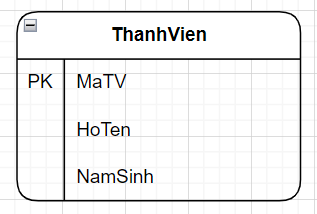 ThanhVien
PK MaTV
HoTen
NamSinh